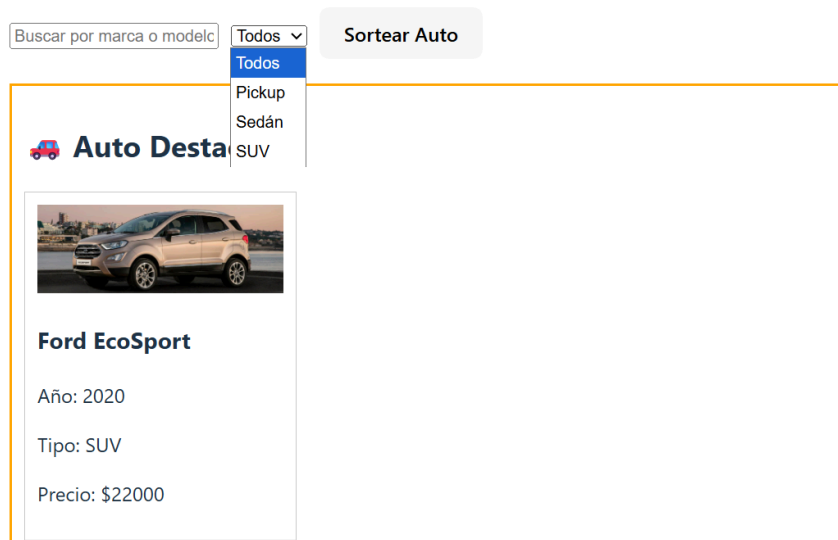 Buscar por marca o modelo
Todos
Sortear Auto
Todos
Pickup
Sedán
SUV
Auto Desta
Ford EcoSport
Año: 2020
Tipo: SUV
Precio: $22000